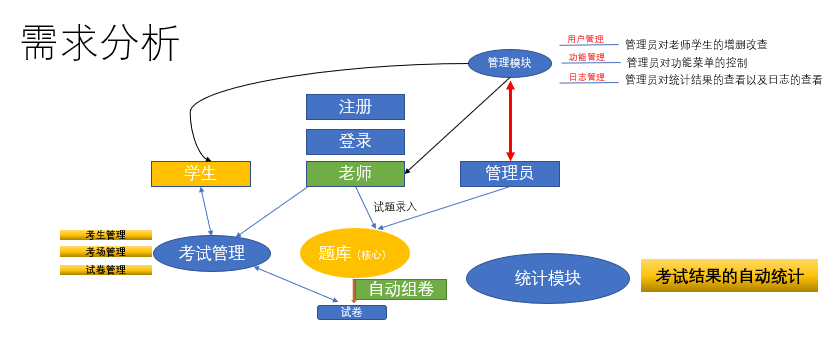 需求分析
用户管理
管理员对老师学生的增删改查
管理模块
功能管理
管理员对功能菜单的控制
日志管理
管理员对统计结果的查看以及日志的查看
注册
登录
学生
老师
管理员
试题录入
考生管理
考场管理
试卷管理
考试管理
题库（核心）
统计模块
考试结果的自动统计
自动组卷
试卷